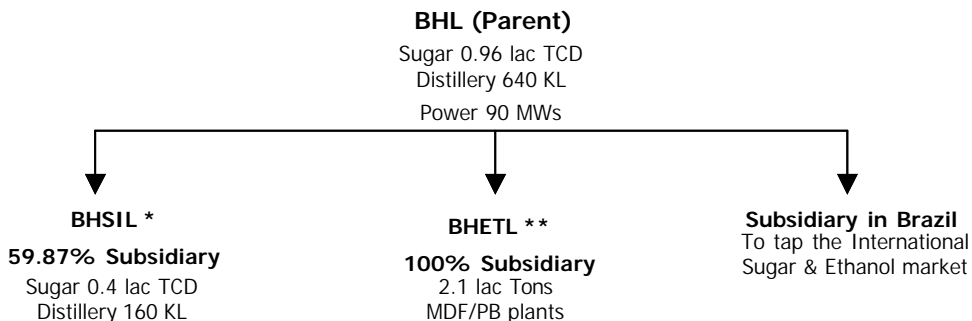 BHL (Parent)
Sugar 0.96 lac TCD
Distillery 640 KL
Power 90 MWs
BHSIL *
59.87% Subsidiary
Sugar 0.4 lac TCD
Distillery 160 KL
BHETL **
100% Subsidiary
2.1 lac Tons
MDF/PB plants
Subsidiary in Brazil
To tap the International
Sugar & Ethanol market